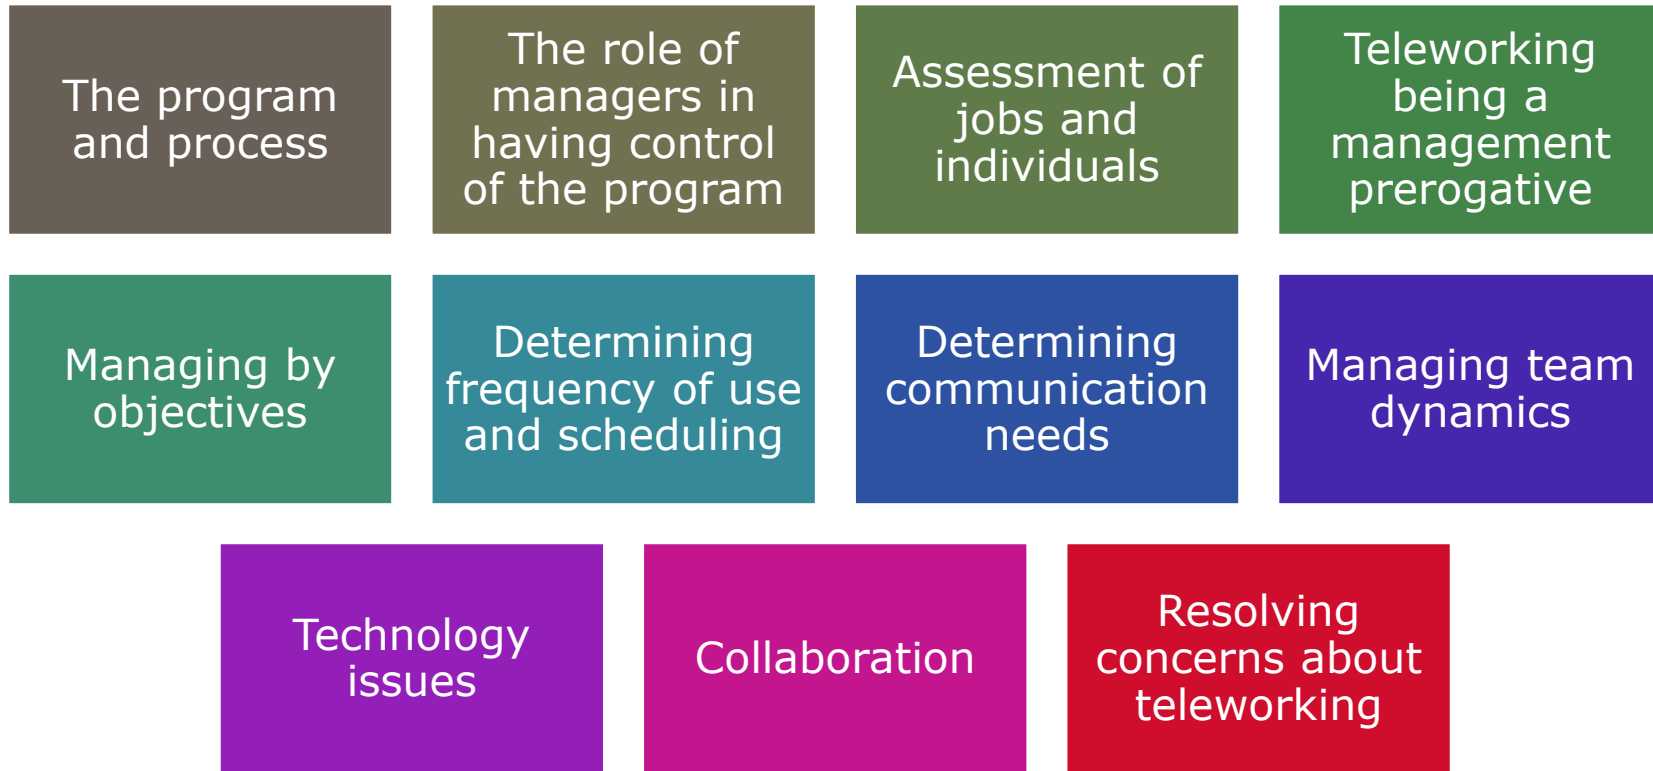 The program
and process
The role of
managers in
having control
of the program
Assessment of
jobs and
individuals
Teleworking
being a
management
prerogative
Managing by
objectives
Determining
frequency of use
and scheduling
Determining
communication
needs
Managing team
dynamics
Technology
issues
Collaboration
Resolving
concerns about
teleworking